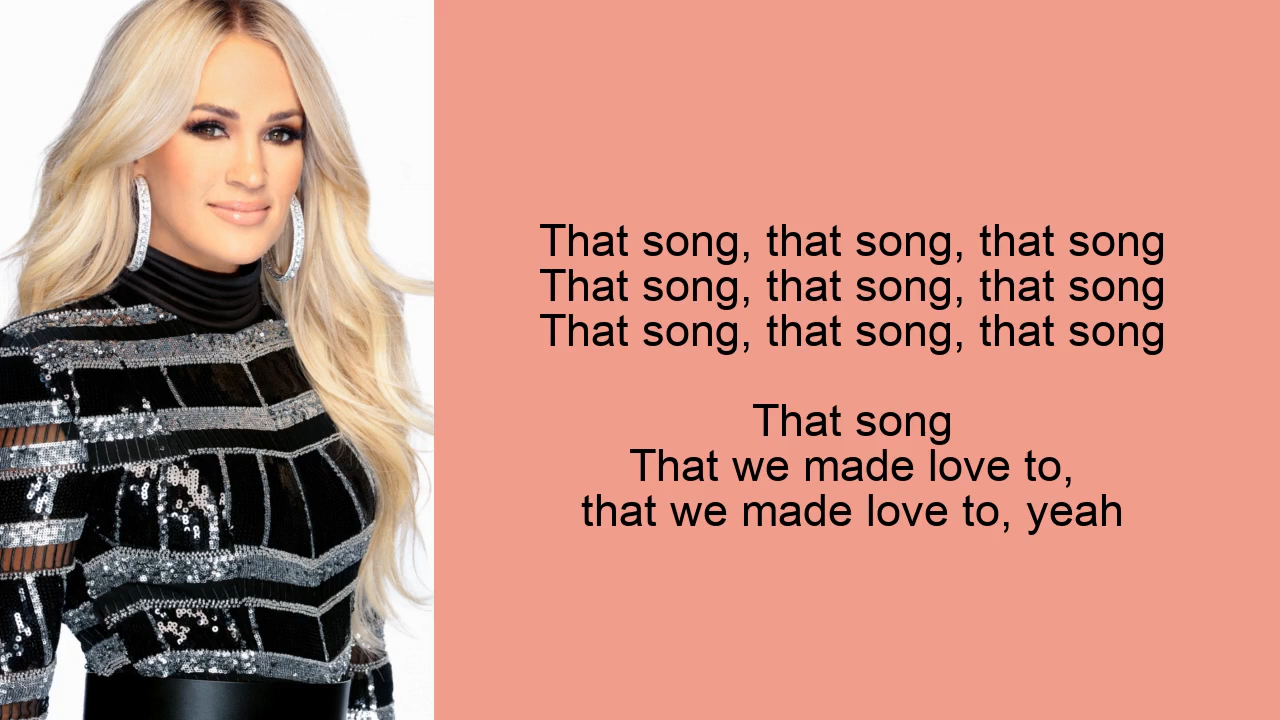 That song, that song, that song
That song, that song, that song
That song, that song, that song
That song
That we made love to,
that we made love to, yeah